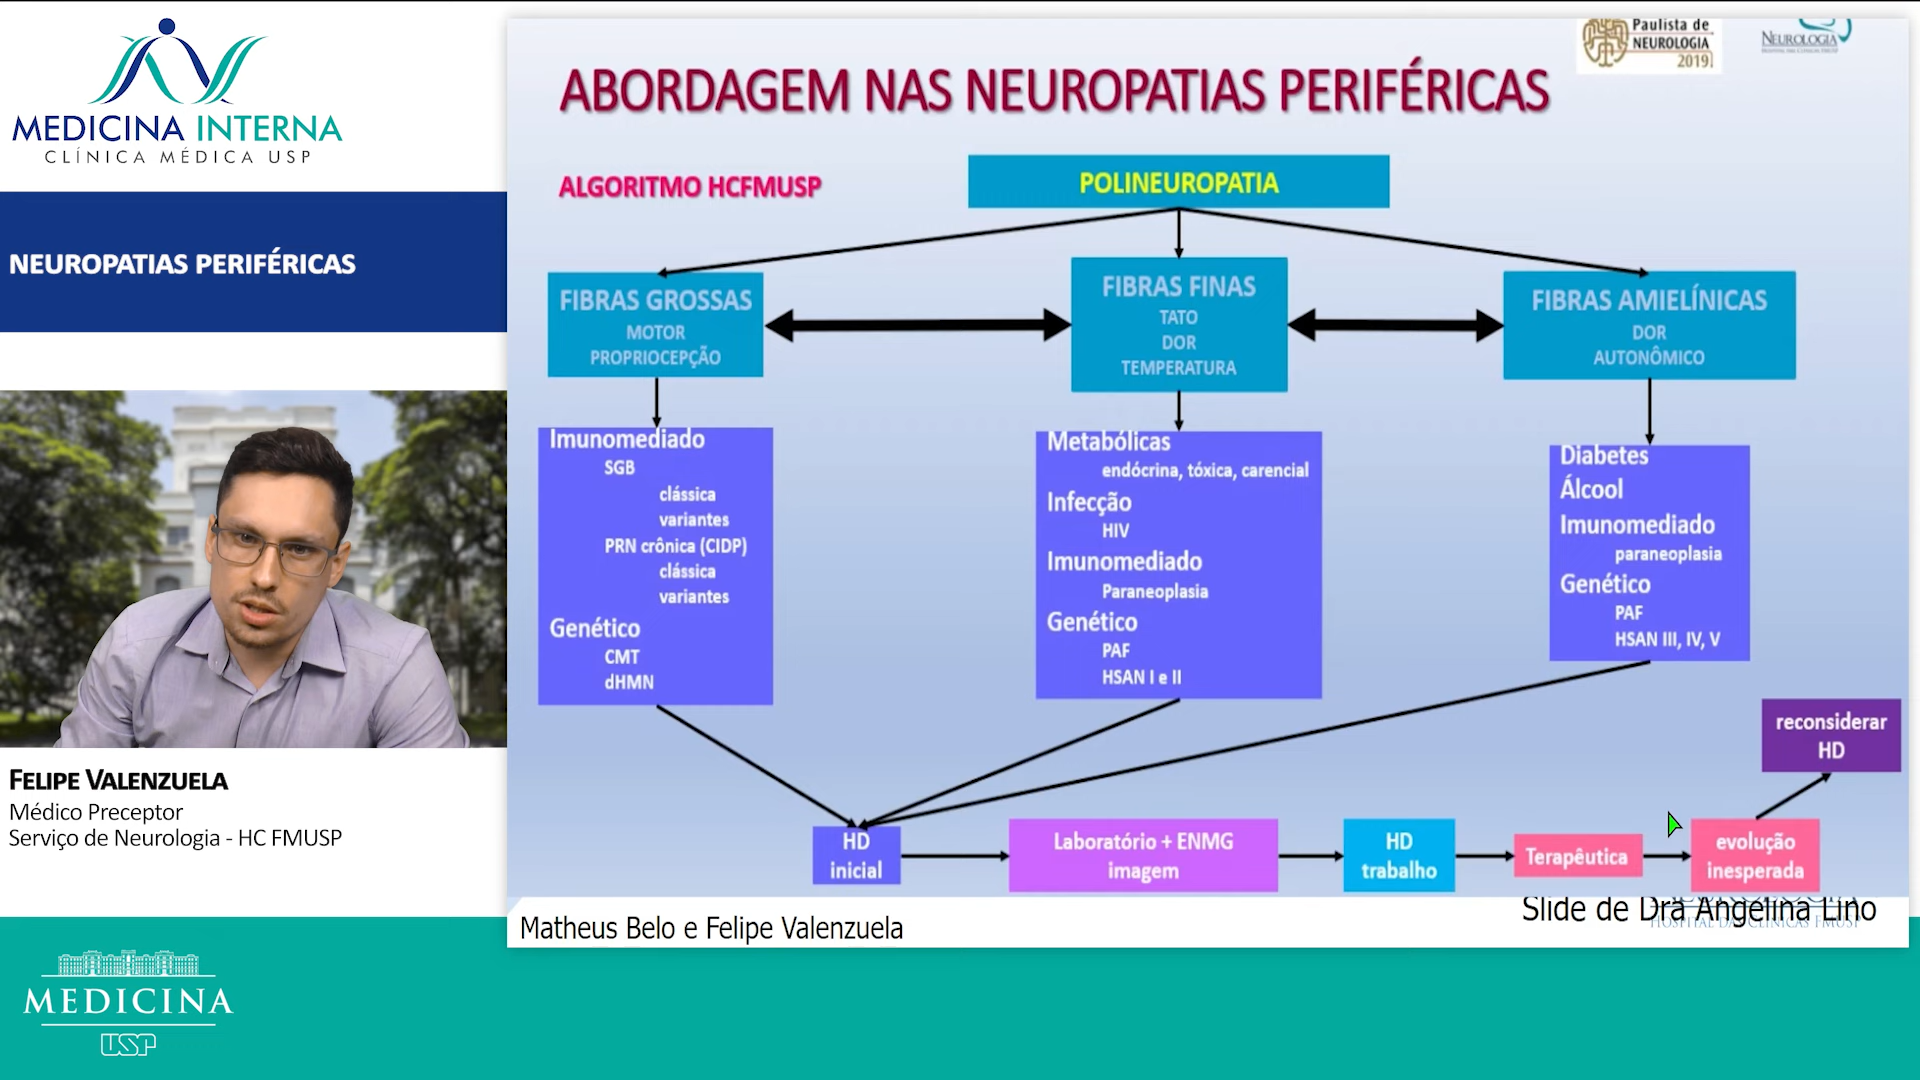 MEDICINA INTERNA
CLÍNICA MÉDICA USP
NEUROPATIAS PERIFÉRICAS
FELIPE VALENZUELA
Médico Preceptor
Serviço de Neurologia - HC FMUSP
MEDICINA
USP
Paulista de
NEUROLOGIA
2019
NEUROLOGIA
ABORDAGEM NAS NEUROPATIAS PERIFÉRICAS
ALGORITMO HCFMUSP
POLINEUROPATIA
FIBRAS GROSSAS
MOTOR
PROPRIOCEPÇÃO
FIBRAS FINAS
TATO
DOR
TEMPERATURA
FIBRAS AMIELÍNICAS
DOR
AUTONÔMICO
Imunomediado
SGB
clássica
variantes
PRN crônica (CIDP)
clássica
variantes
Genético
CMT
dHMN
Metabólicas
endócrina, tóxica, carencial
Infecção
HIV
Imunomediado
Paraneoplasia
Genético
PAF
HSAN I e II
Diabetes
Álcool
Imunomediado
paraneoplasia
Genético
PAF
HSAN III, IV, V
HD
inicial
Laboratório + ENMG
imagem
HD
trabalho
Terapêutica
evolução
inesperada
reconsiderar
HD
Matheus Belo e Felipe Valenzuela
Slide de Dra Angelina Lino
HOSPITAL DAS CLÍNICAS FMUSP